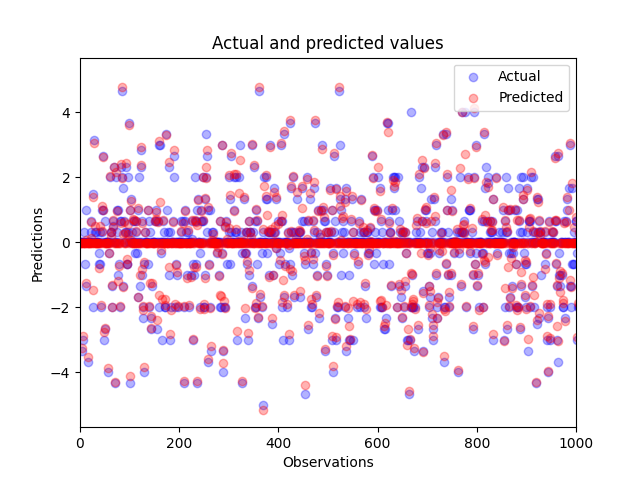 Actual and predicted values
Actual
Predicted
Predictions
4
2
0
−2
−4
0
200
400
600
800
1000
Observations